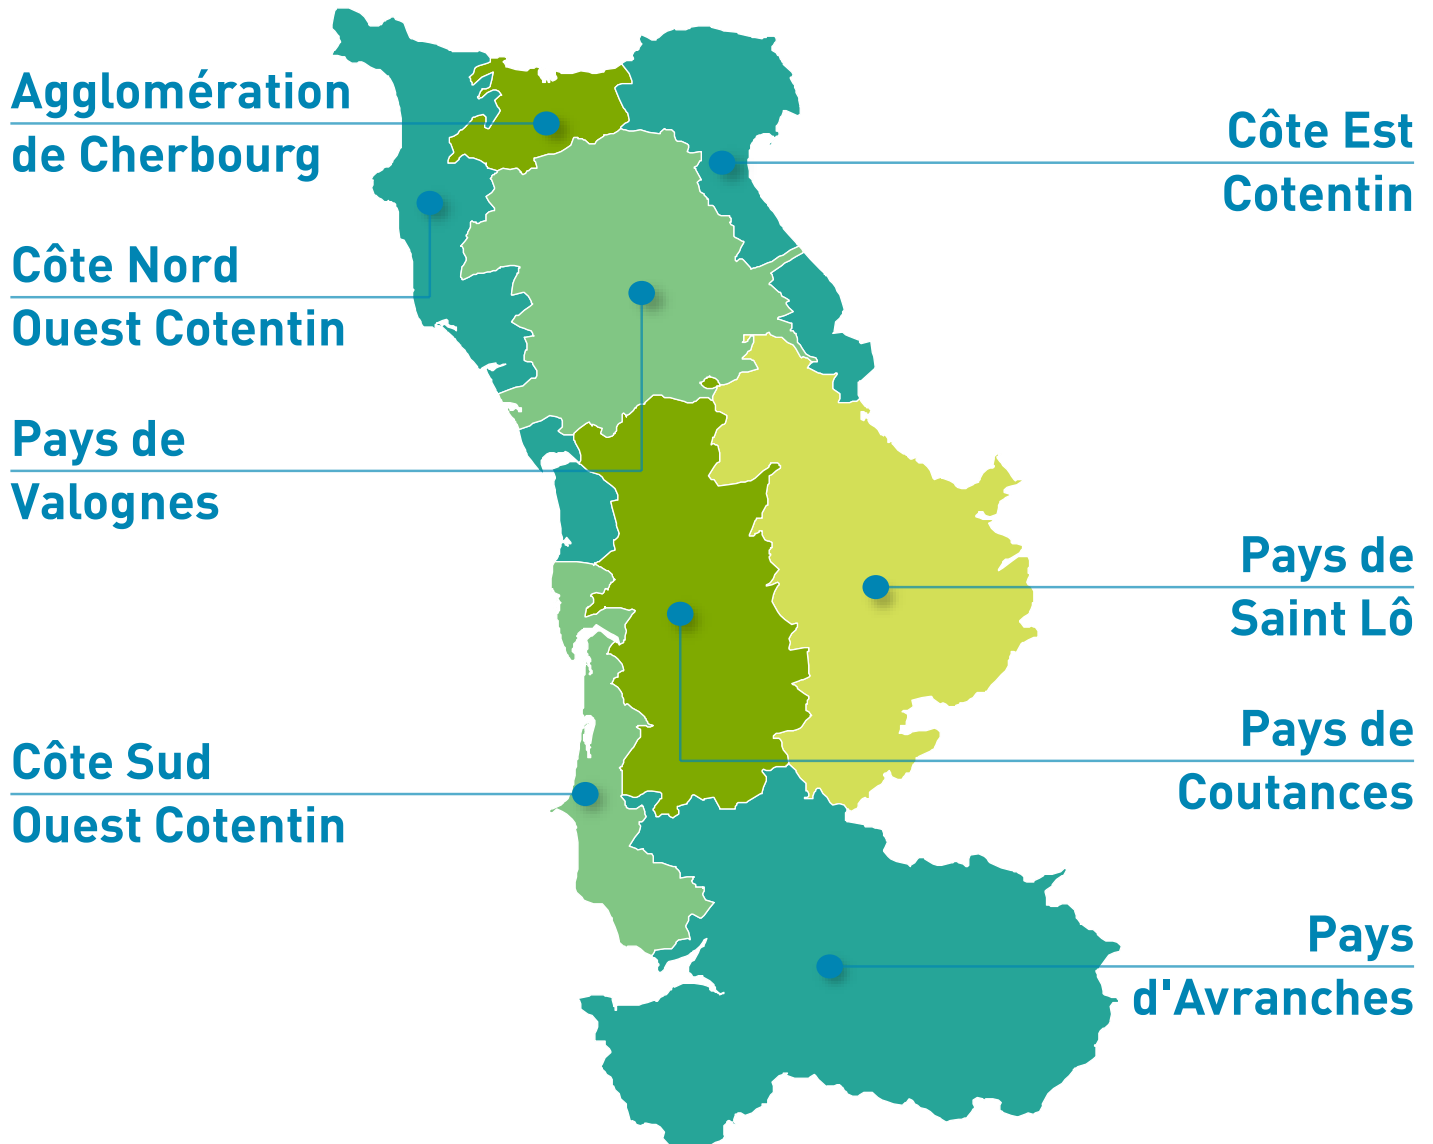 Agglomération
de Cherbourg
Côte Nord
Ouest Cotentin
Pays de
Valognes
Côte Sud
Ouest Cotentin
Côte Est
Cotentin
Pays de
Saint Lô
Pays de
Coutances
Pays
d'Avranches